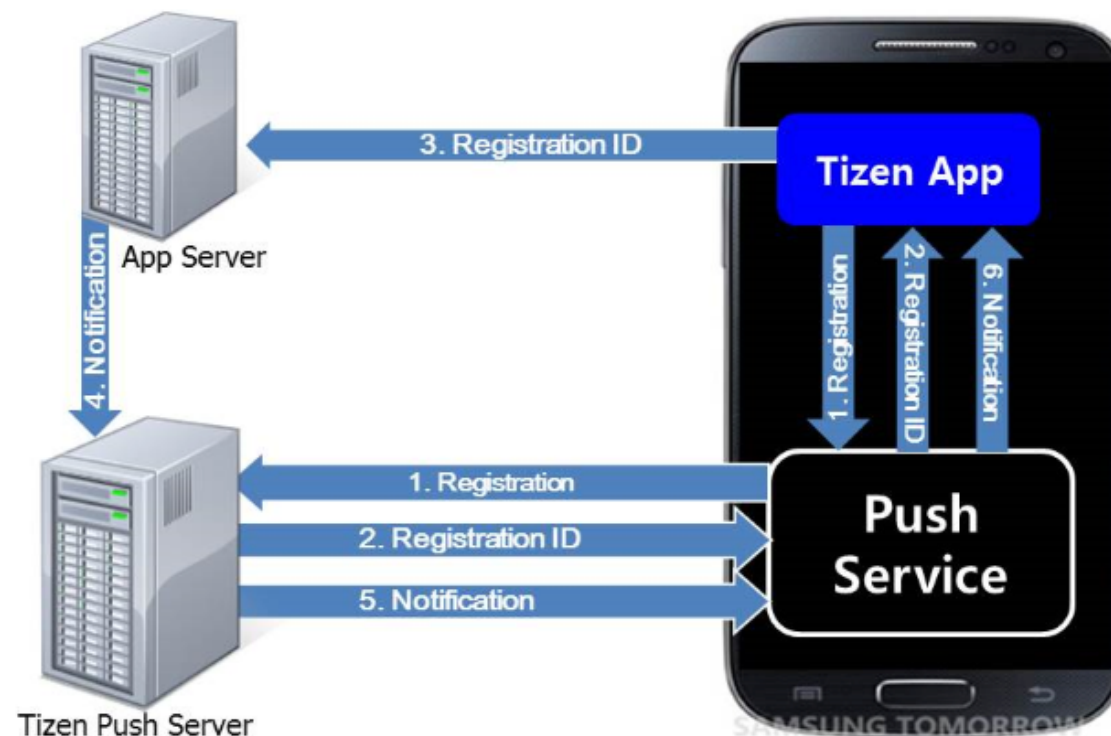 3. Registration ID
Tizen App
App Server
4. Notification
1. Registration
2. Registration ID
6. Notification
1. Registration
2. Registration ID
5. Notification
Push
Service
Tizen Push Server
SAMSUNG TOMORROW